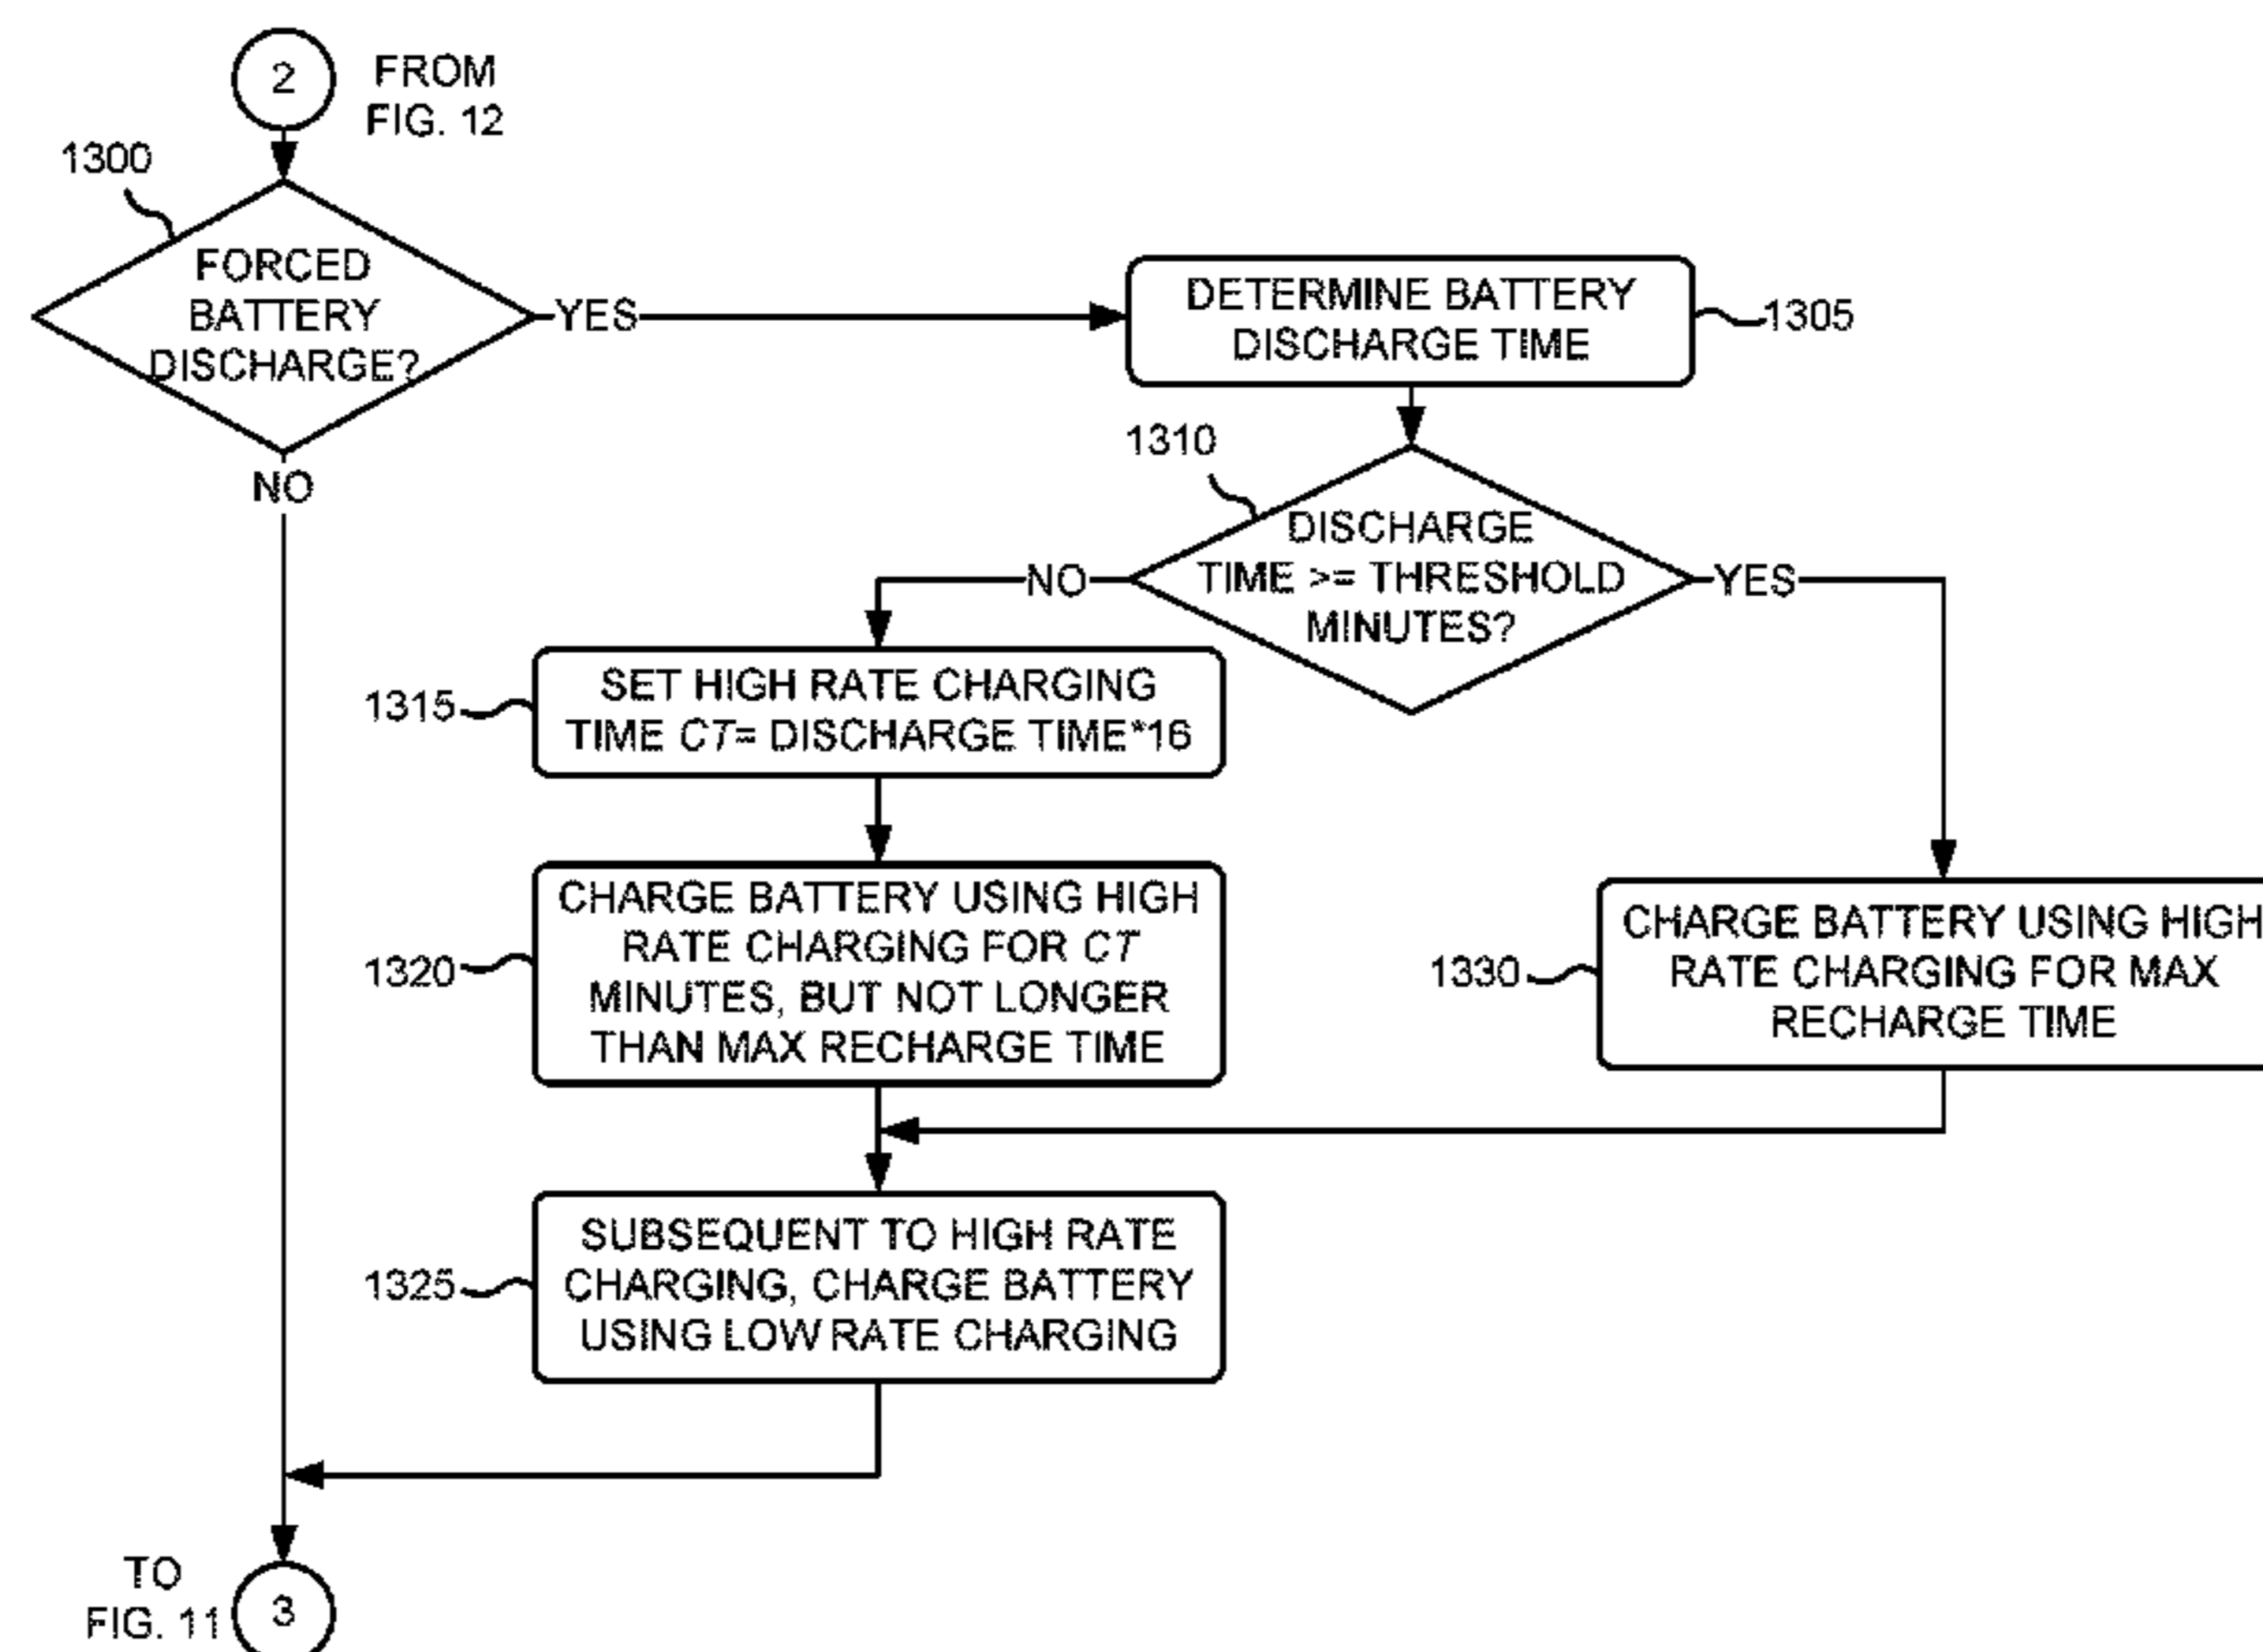 2
FROM
FIG. 12
1300
FORCED
BATTERY
DISCHARGE?
YES
NO
DETERMINE BATTERY
DISCHARGE TIME
1305
1310
DISCHARGE
TIME >= THRESHOLD
MINUTES?
NO
YES
1315
SET HIGH RATE CHARGING
TIME CT= DISCHARGE TIME*16
1320
CHARGE BATTERY USING HIGH
RATE CHARGING FOR CT
MINUTES, BUT NOT LONGER
THAN MAX RECHARGE TIME
1330
CHARGE BATTERY USING HIGH
RATE CHARGING FOR MAX
RECHARGE TIME
1325
SUBSEQUENT TO HIGH RATE
CHARGING, CHARGE BATTERY
USING LOW RATE CHARGING
TO
FIG. 11
3